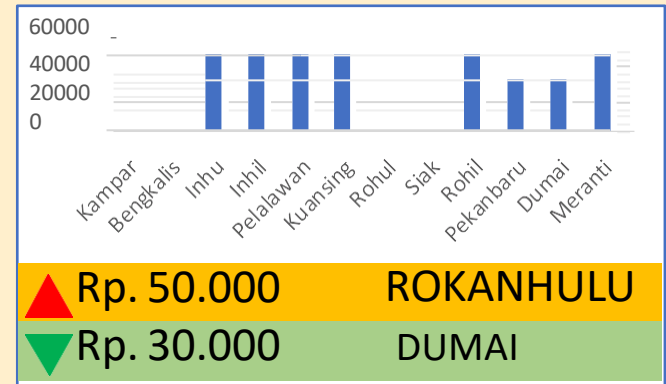 60000
40000
20000
0
Kampar
Bengkalis
Inhu
Inhil
Pelalawan
Kuansing
Rohul
Siak
Rohil
Pekanbaru
Dumai
Meranti
Rp. 50.000 ROKANHULU
Rp. 30.000 DUMAI